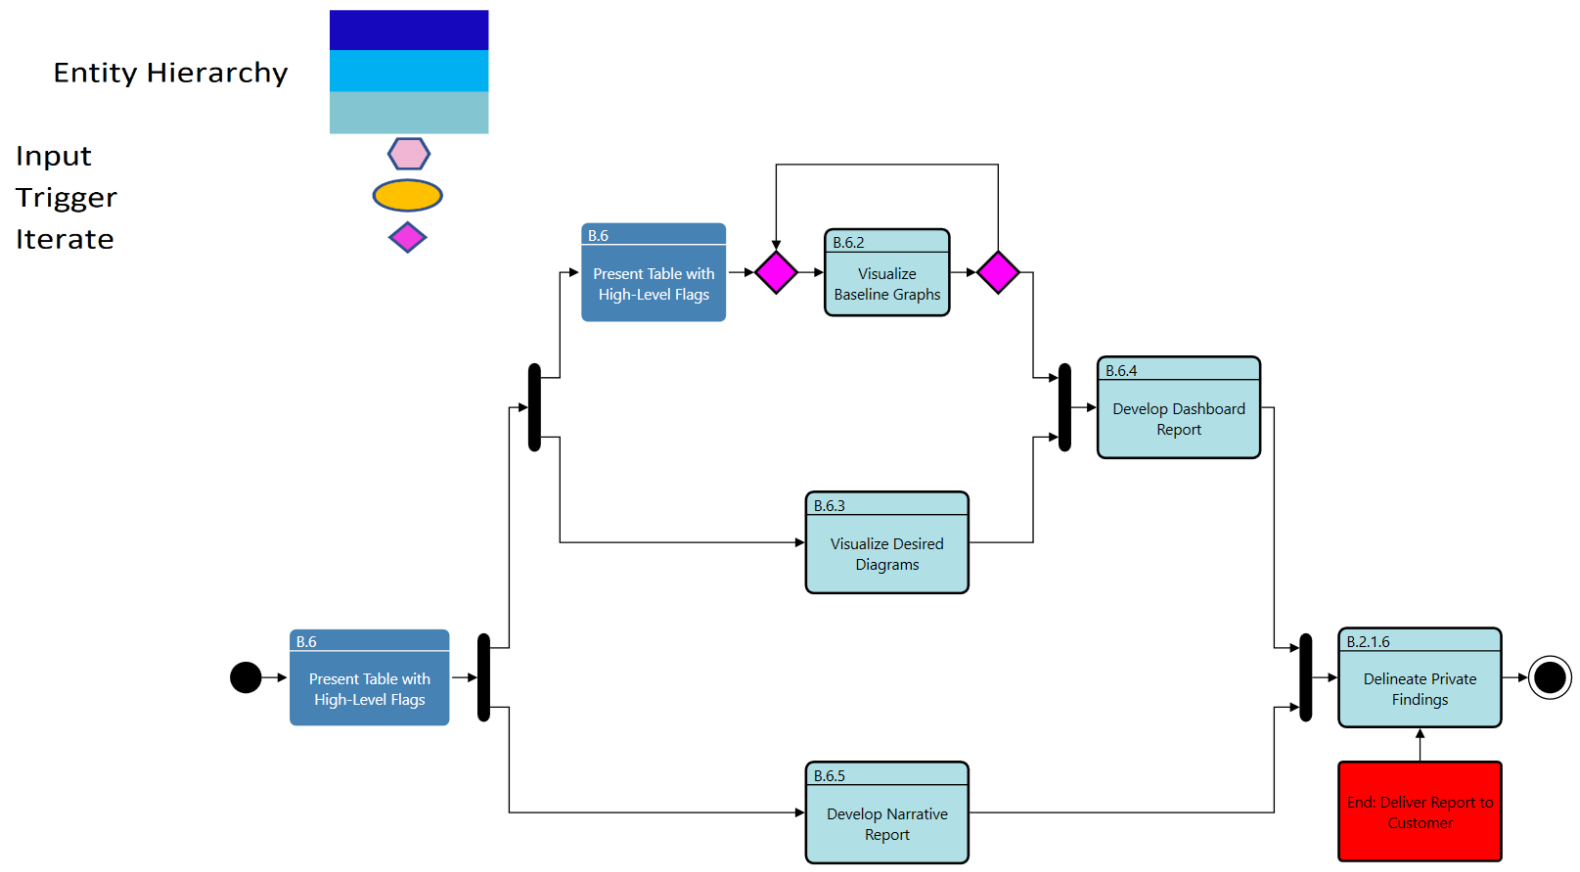 Entity Hierarchy
Input
Trigger
Iterate
B.6
Present Table with
High-Level Flags
B.6.2
Visualize
Baseline Graphs
B.6.4
Develop Dashboard
Report
B.6.3
Visualize Desired
Diagrams
B.6
Present Table with
High-Level Flags
B.2.1.6
Delineate Private
Findings
B.6.5
Develop Narrative
Report
End: Deliver Report to
Customer